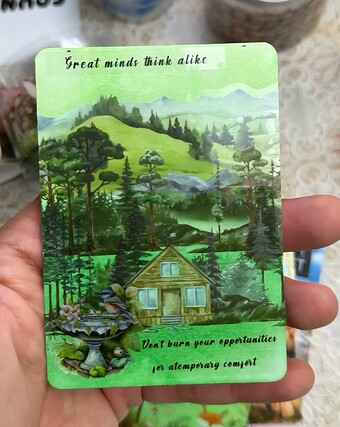 Great minds think alike
Don't burn your opportunities
for atemporary comfort